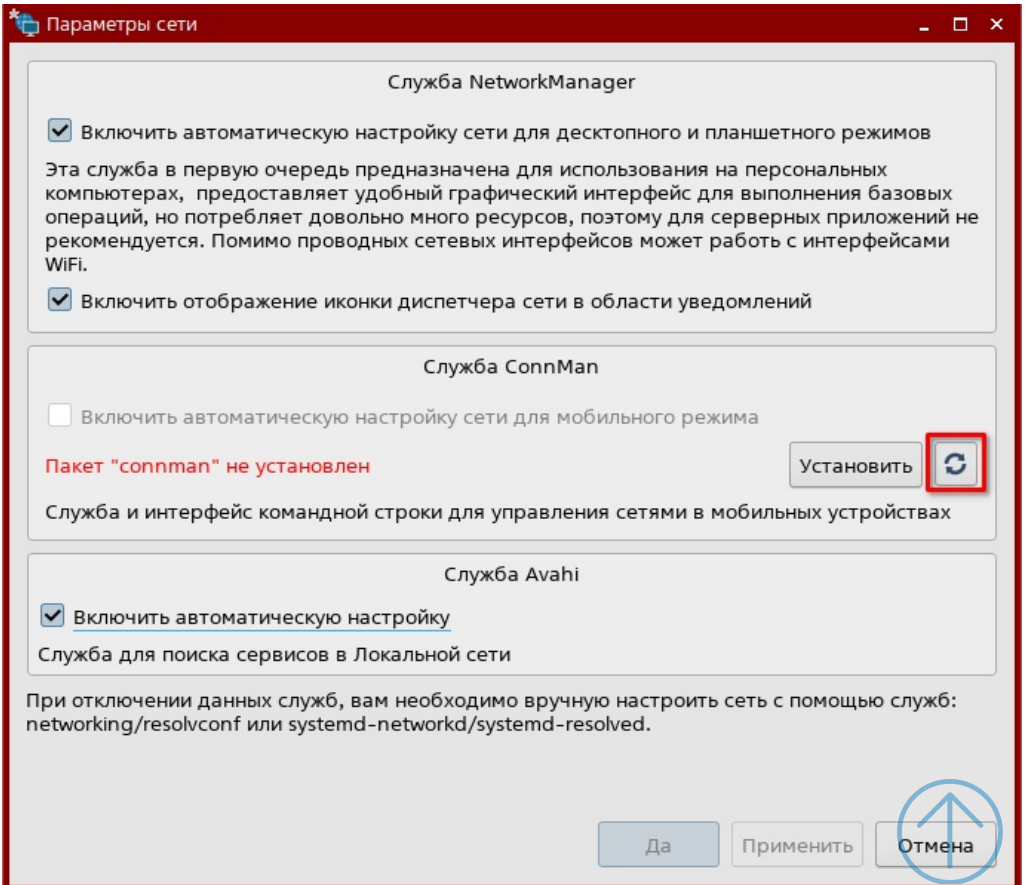 Параметры сети
Служба NetworkManager
Включить автоматическую настройку сети для десктопного и планшетного режимов
Эта служба в первую очередь предназначена для использования на персональных
компьютерах,  предоставляет удобный графический интерфейс для выполнения базовых
операций, но потребляет довольно много ресурсов, поэтому для серверных приложений не
рекомендуется. Помимо проводных сетевых интерфейсов может работать с интерфейсами
WiFi.
Включить отображение иконки диспетчера сети в области уведомлений
Служба ConnMan
Включить автоматическую настройку сети для мобильного режима
Пакет "connman" не установлен
Установить
Служба и интерфейс командной строки для управления сетями в мобильных устройствах
Служба Avahi
Включить автоматическую настройку
Служба для поиска сервисов в Локальной сети
При отключении данных служб, вам необходимо вручную настроить сеть с помощью служб:
networking/resolvconf или systemd-networkd/systemd-resolved.
Да
Применить
Отмена